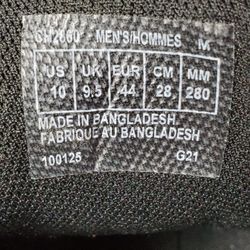 MEN'S/HOMMES M
US UK EUR CM MM
10 9.5 44 28 280
MADE IN BANGLADESH
FABRIQUE AU BANGLADESH
100125 G21